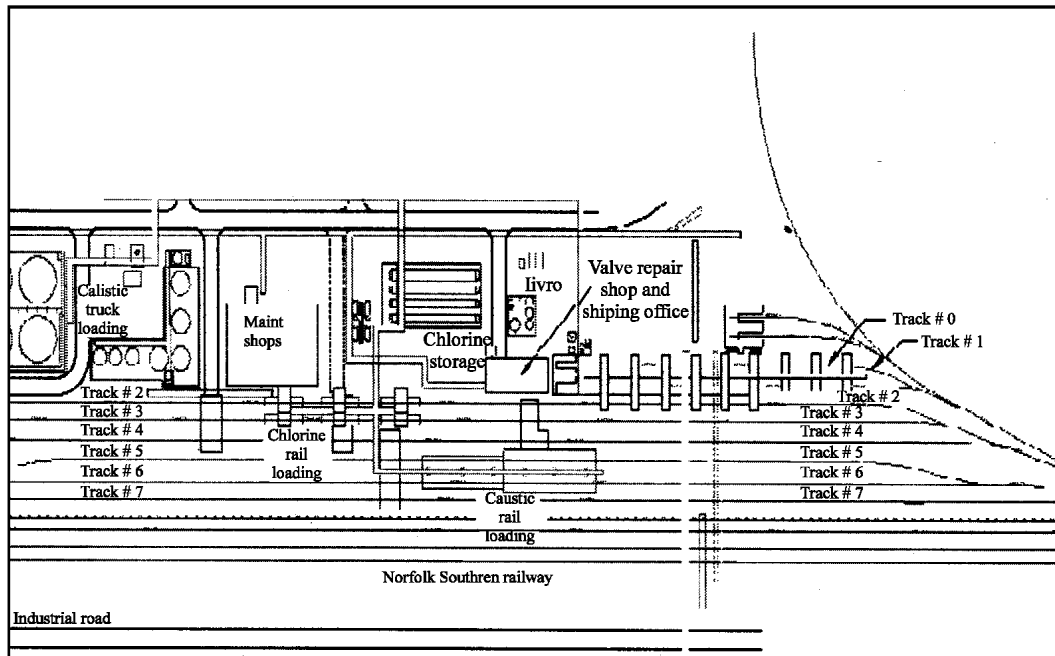 Valve repair
shop and
shiping office
livro
Calistic
truck
loading
Maint
shops
Chlorine
storage
Track # 0
Track # 1
Track # 2
Track # 2
Track # 3
Track # 3
Track # 4
Track # 4
Chlorine
rail
loading
Track # 5
Track # 5
Track # 6
Track # 6
Track # 7
Track # 7
Caustic
rail
loading
Norfolk Southren railway
Industrial road